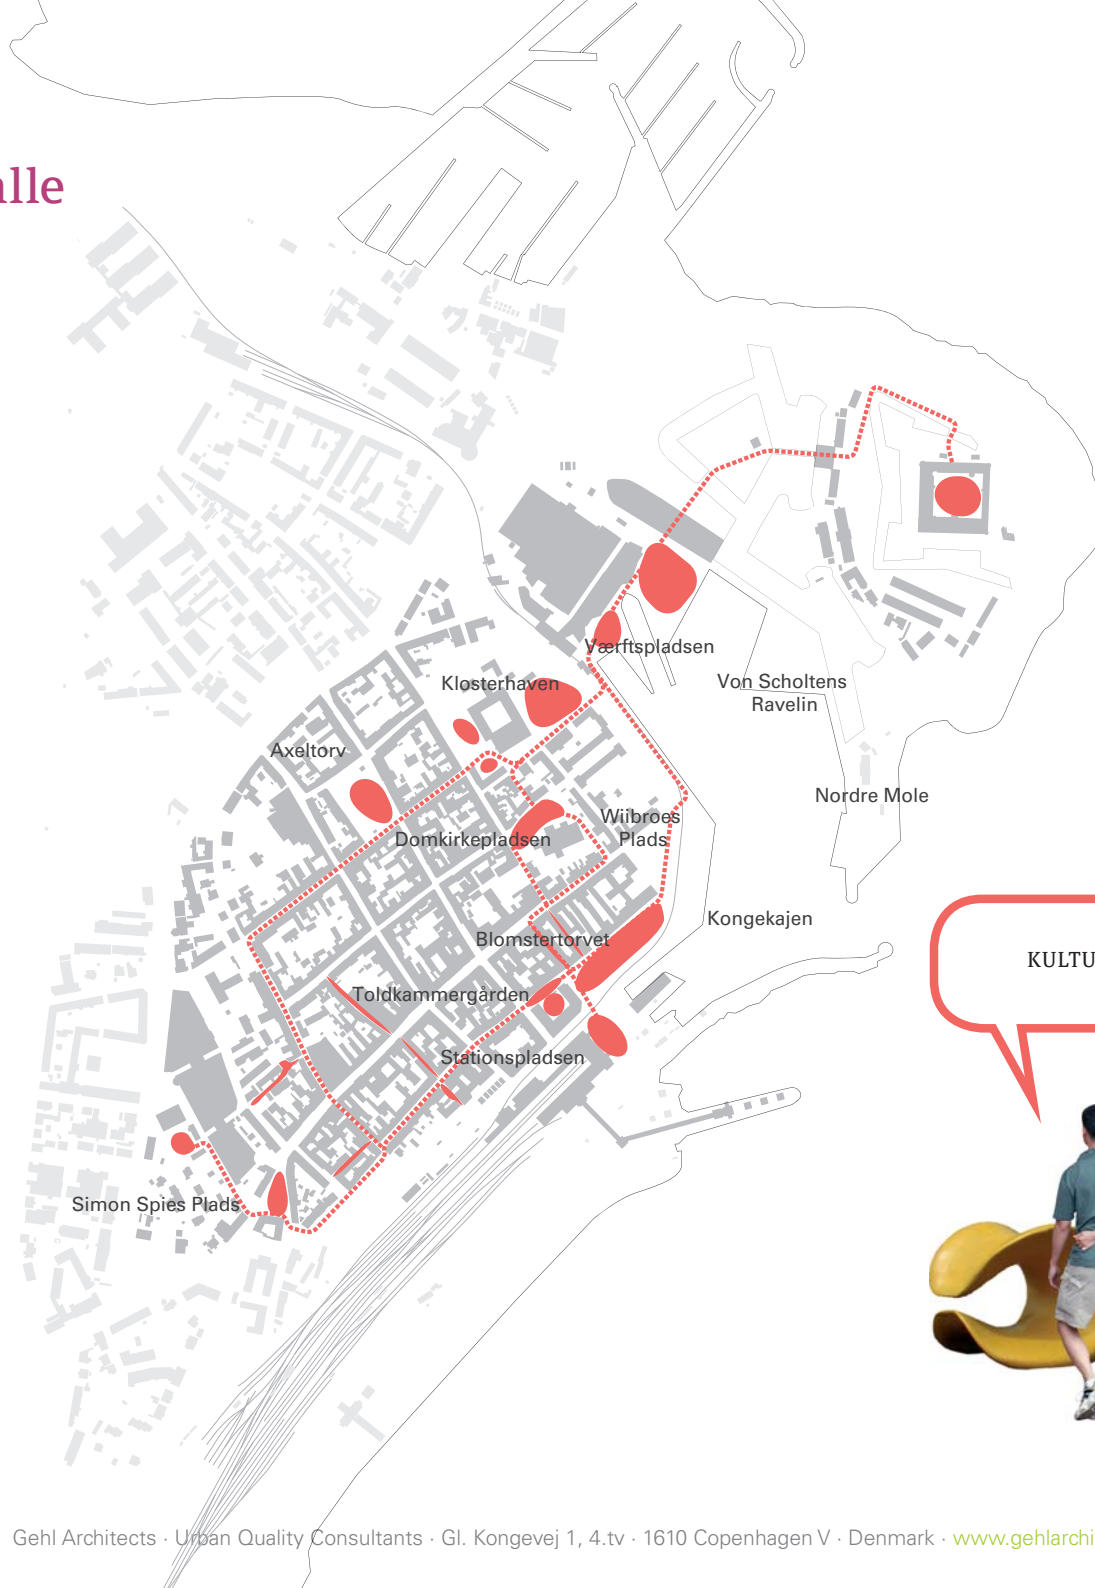 alle
Værftspladsen
Klosterhaven
Von Scholtens
Ravelin
Axeltorv
Nordre Mole
Wiibroes
Plads
Domkirkepladsen
Kongekajen
Blomstertorvet
KULTU
Toldkammergården
Stationspladsen
Simon Spies Plads
Gehl Architects · Urban Quality Consultants · Gl. Kongevej 1, 4.tv · 1610 Copenhagen V · Denmark · www.gehlarchi